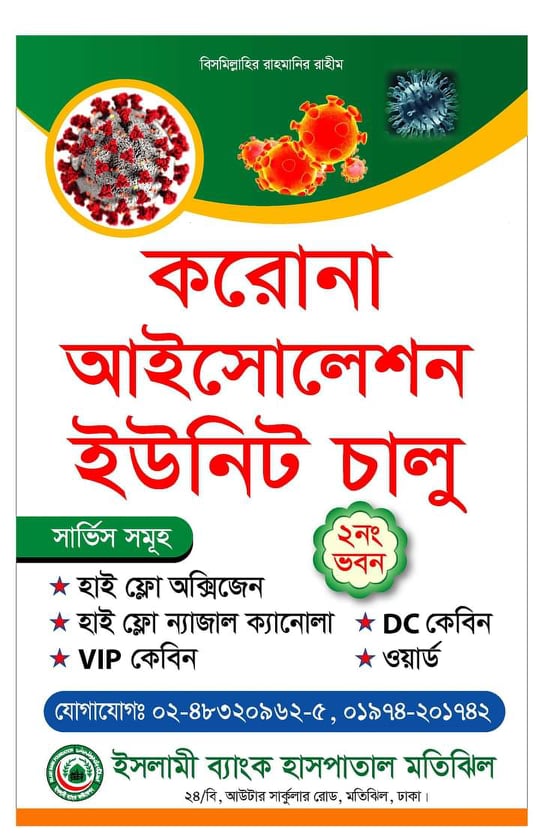 বিসমিল্লাহির রাহমানির রাহীম
করোনা
আইসোলেশন
ইউনিট চালু
২নং
ভবন
সার্ভিস সমূহ
হাই ফ্লো অক্সিজেন
হাই ফ্লো ন্যাজাল ক্যানোলা
DC কেবিন
VIP কেবিন
ওয়ার্ড
যোগাযোগঃ ০২-৪৮৩২০৯৬২-৫, ০১৯৭৪-২০১৭৪২
ইসলামী ব্যাংক হাসপাতাল মতিঝিল
২৪/বি, আউটার সার্কুলার রোড, মতিঝিল, ঢাকা।